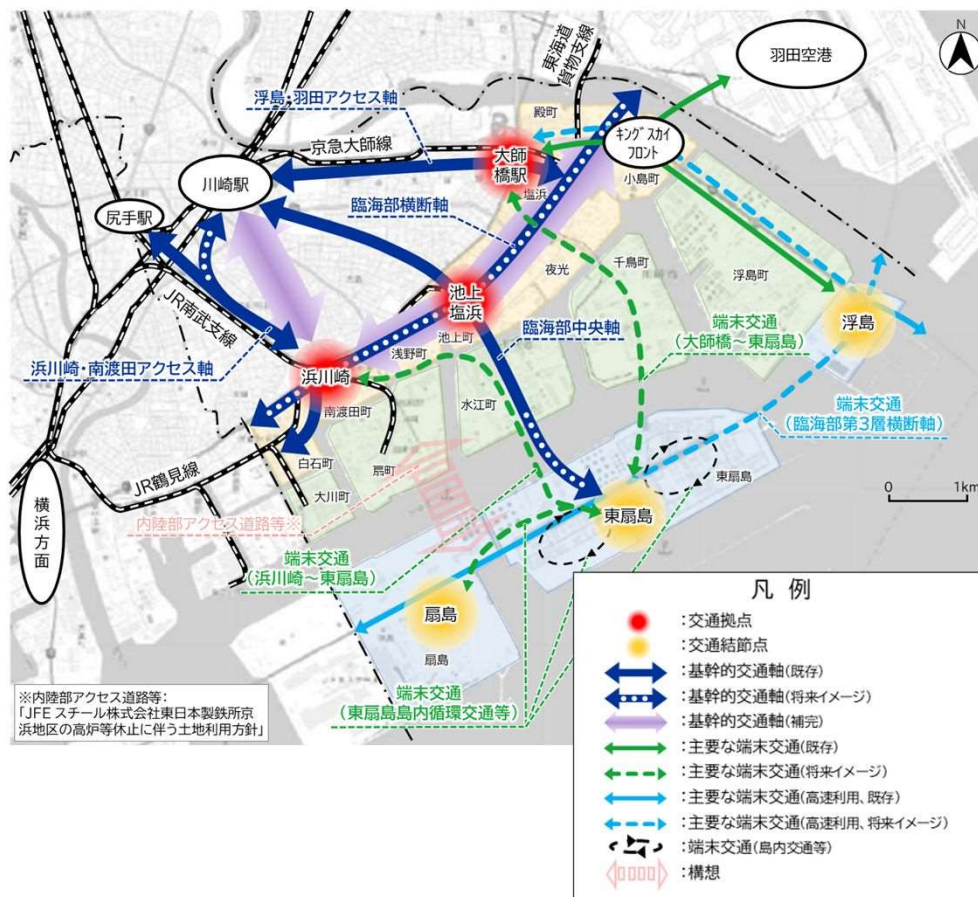 N
羽田空港
東海道
貨物支線
浮島・羽田アクセス軸
殿町
京急大師線
大師
橋駅
キングスカイ
フロント
川崎駅
小島町
塩浜
尻手駅
臨海部横断軸
夜光
千鳥町
浮島町
池上
塩浜
JR南武支線
臨海部中央軸
端末交通
(大師橋～東扇島)
浮島
池上町
浅野町
浜川崎・南渡田アクセス軸
浜川崎
水江町
南渡田町
端末交通
(臨海部第3層横断軸)
白石町
扇町
JR鶴見線
大川町
東扇島
0
1km
横浜方面
内陸部アクセス道路等※
東扇島
端末交通
(浜川崎～東扇島)
扇島
扇島
端末交通
(東扇島島内循環交通等)
※内陸部アクセス道路等:
「JFEスチール株式会社東日本製鉄所京
浜地区の高炉等休止に伴う土地利用方針」
凡 例
:交通拠点
:交通結節点
:基幹的交通軸(既存)
:基幹的交通軸(将来イメージ)
:基幹的交通軸(補完)
:主要な端末交通(既存)
:主要な端末交通(将来イメージ)
:主要な端末交通(高速利用、既存)
:主要な端末交通(高速利用、将来イメージ)
:端末交通(島内交通等)
:構想